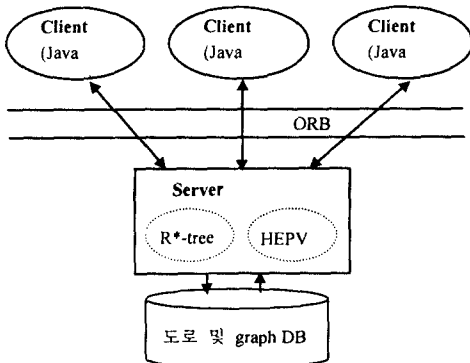 Client
(Java
Client
(Java
Client
(Java
ORB
Server
R*-tree
HEPV
도로 및 graph DB